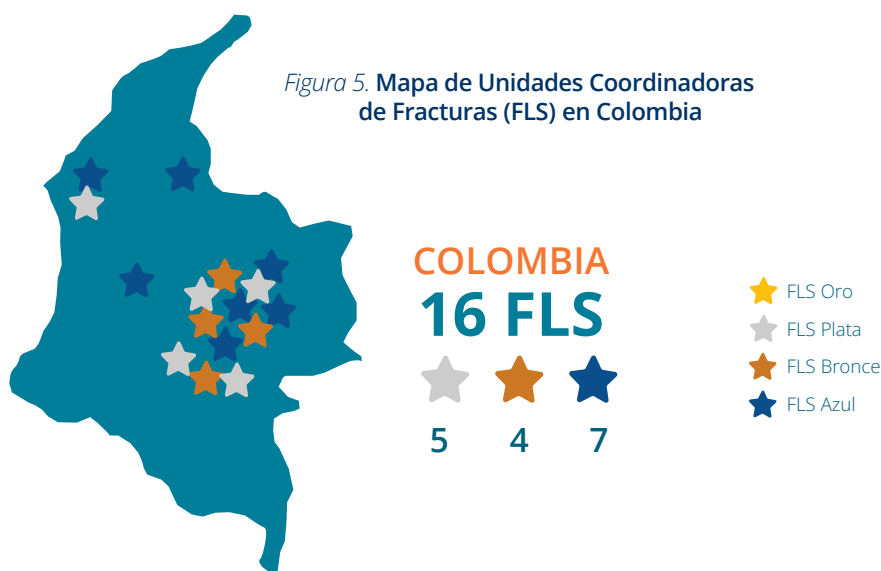 Figura 5. Mapa de Unidades Coordinadoras
de Fracturas (FLS) en Colombia
COLOMBIA
16 FLS
5 4 7
FLS Oro
FLS Plata
FLS Bronce
FLS Azul